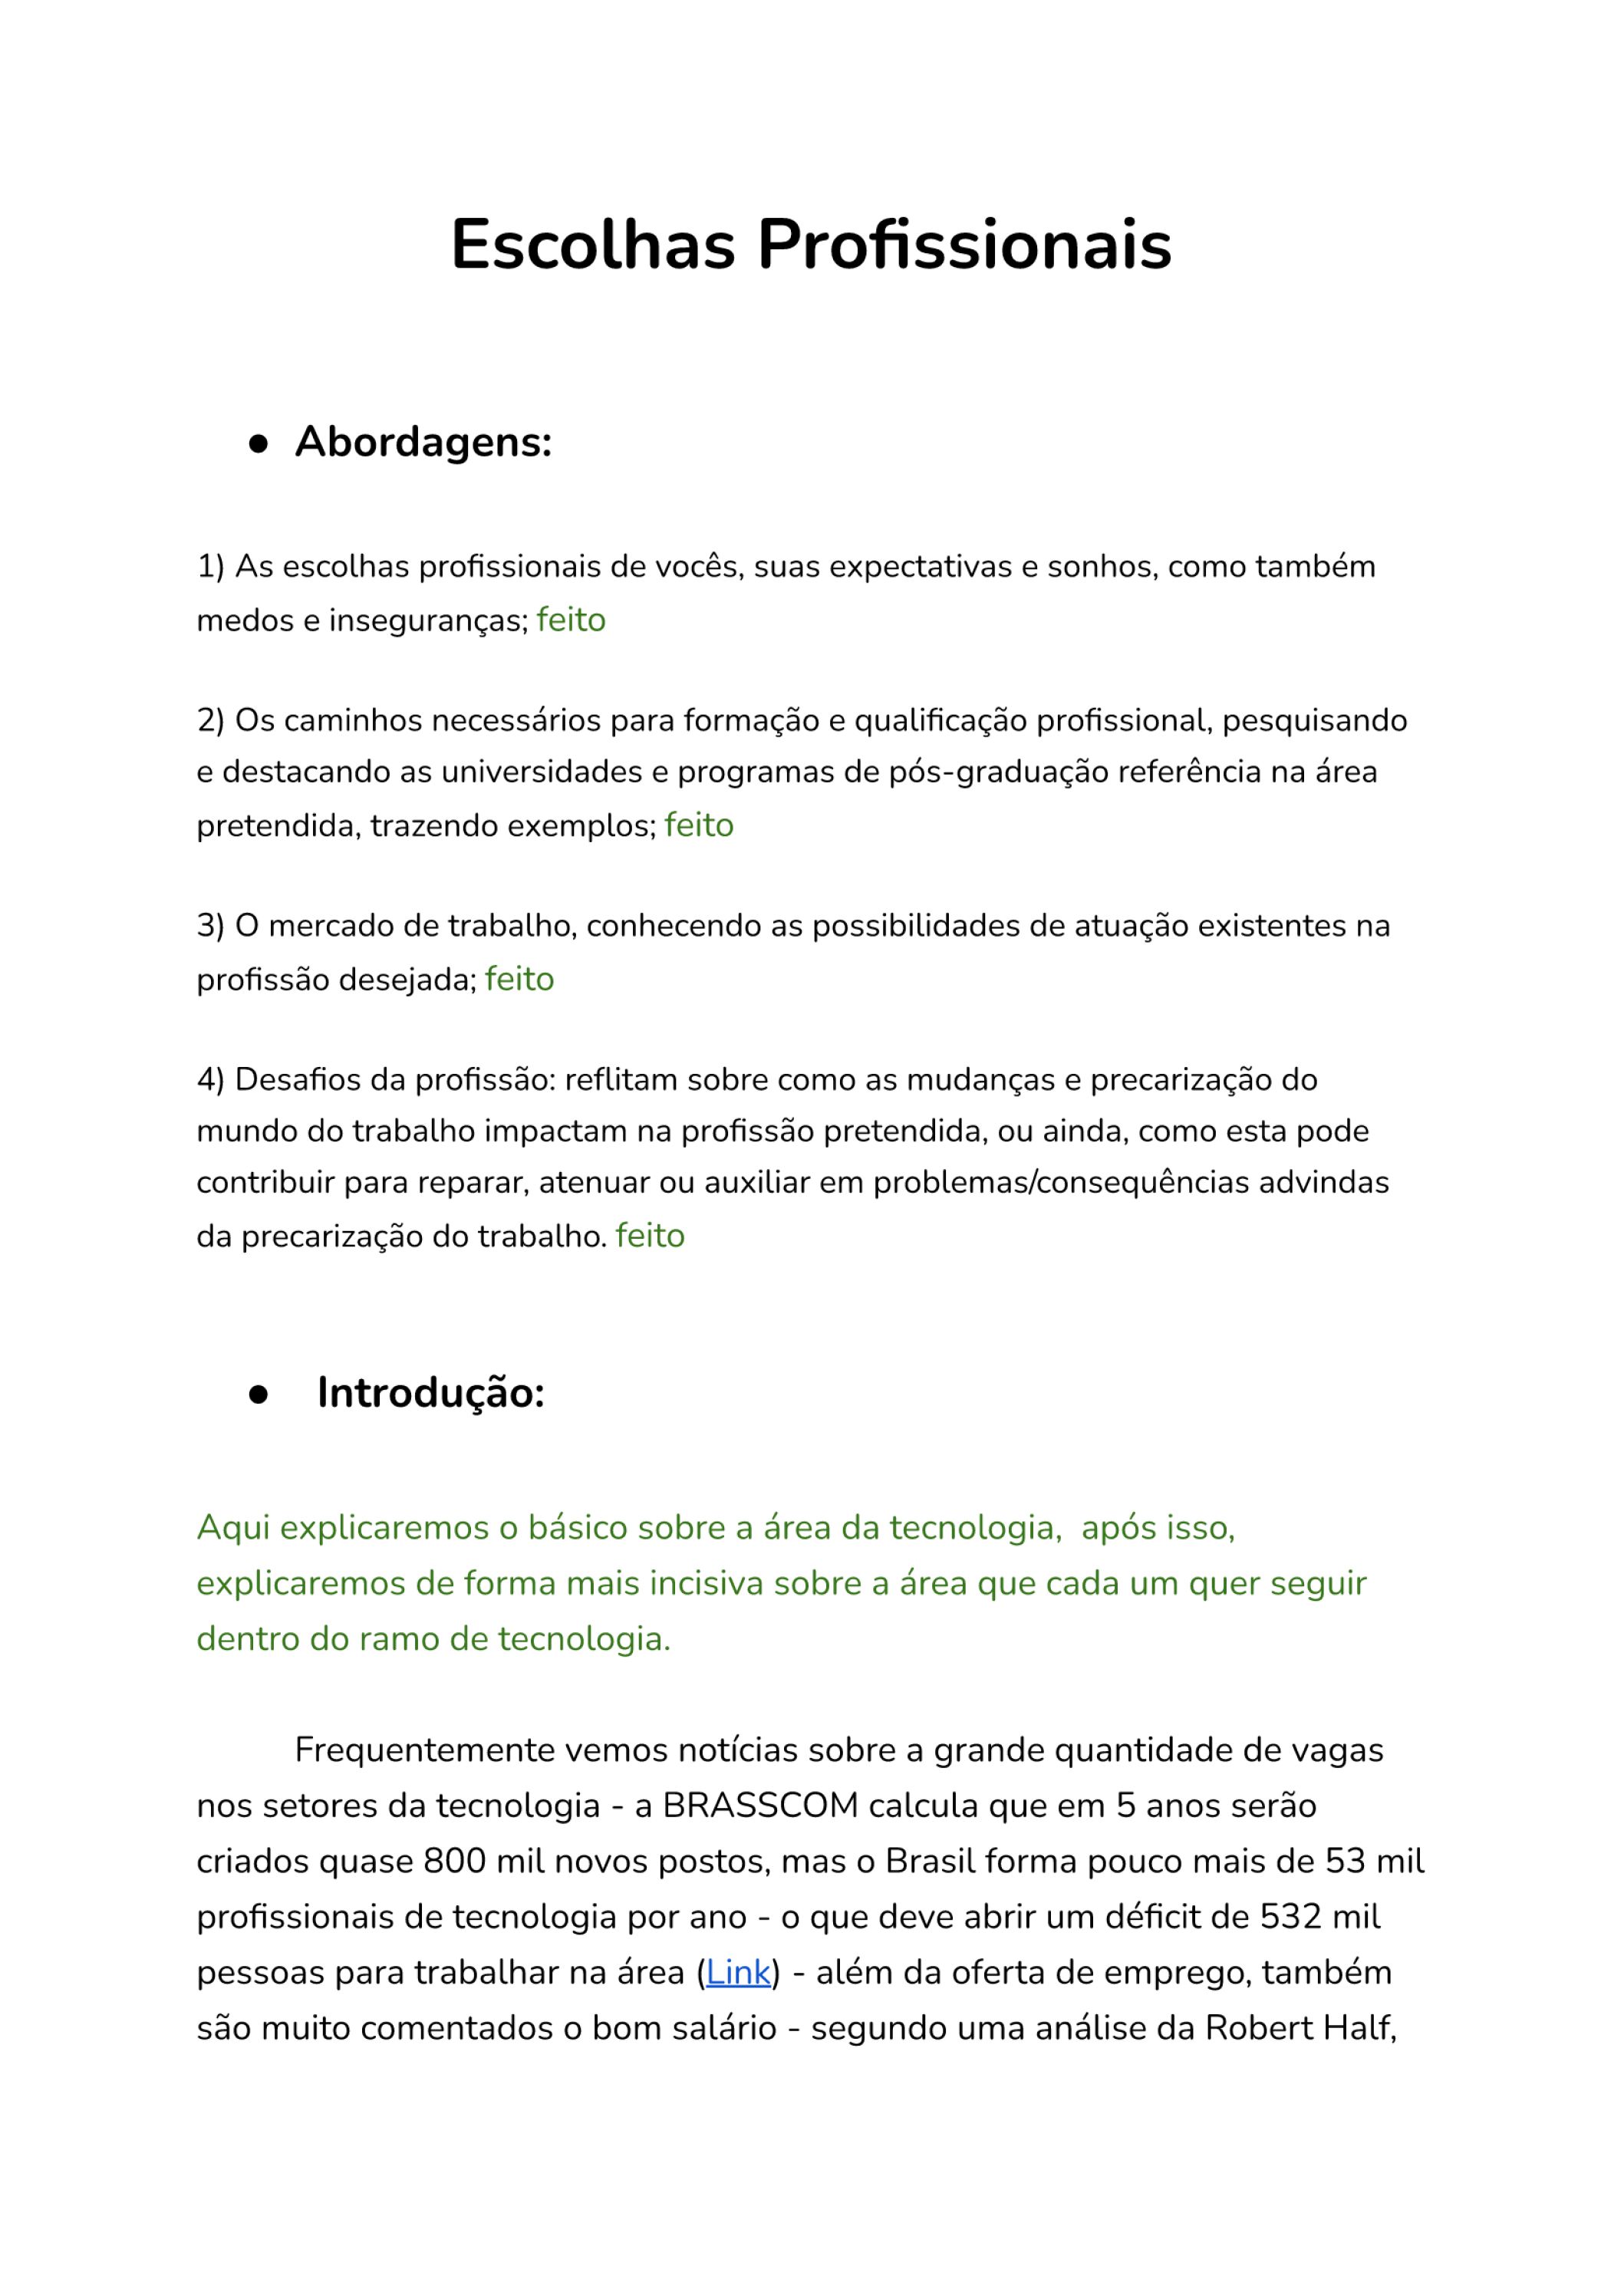 Escolhas Profissionais
● Abordagens:
1) As escolhas profissionais de vocês, suas expectativas e sonhos, como também
medos e inseguranças; feito
2) Os caminhos necessários para formação e qualificação profissional, pesquisando
e destacando as universidades e programas de pós-graduação referência na área
pretendida, trazendo exemplos; feito
3) O mercado de trabalho, conhecendo as possibilidades de atuação existentes na
profissão desejada; feito
4) Desafios da profissão: reflitam sobre como as mudanças e precarização do
mundo do trabalho impactam na profissão pretendida, ou ainda, como esta pode
contribuir para reparar, atenuar ou auxiliar em problemas/consequências advindas
da precarização do trabalho. feito
● Introdução:
Aqui explicaremos o básico sobre a área da tecnologia, após isso,
explicaremos de forma mais incisiva sobre a área que cada um quer seguir
dentro do ramo de tecnologia.
Frequentemente vemos notícias sobre a grande quantidade de vagas
nos setores da tecnologia - a BRASSCOM calcula que em 5 anos serão
criados quase 800 mil novos postos, mas o Brasil forma pouco mais de 53 mil
profissionais de tecnologia por ano - o que deve abrir um déficit de 532 mil
pessoas para trabalhar na área (Link) - além da oferta de emprego, também
são muito comentados o bom salário - segundo uma análise da Robert Half,